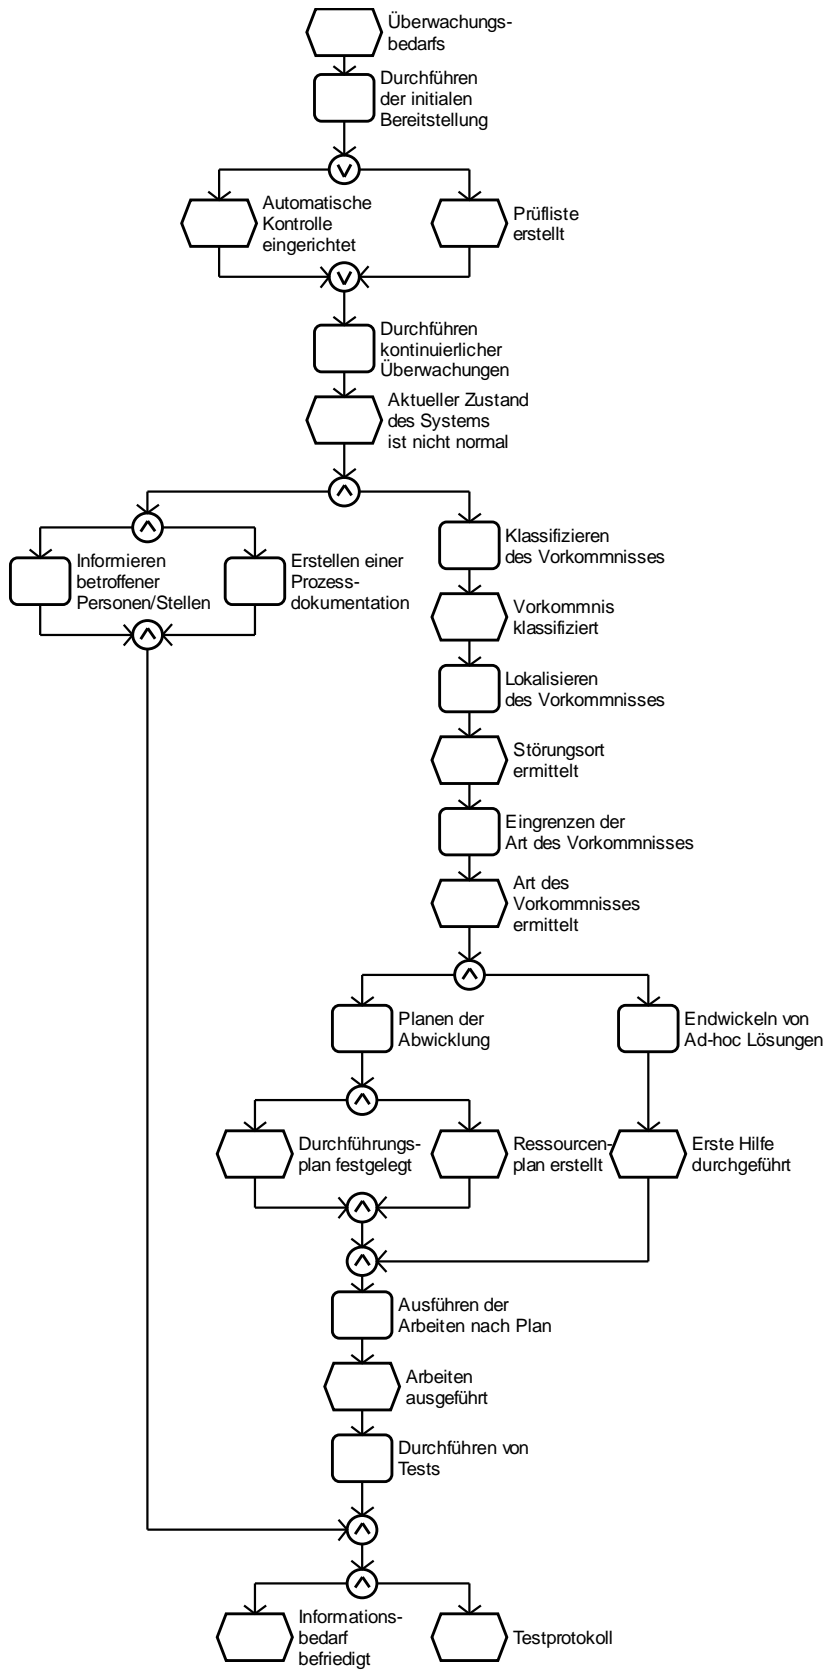 Überwachungs-
bedarfs
Durchführen
der initialen
Bereitstellung
Automatische
Kontrolle
eingerichtet
Prüfliste
erstellt
Durchführen
kontinuierlicher
Überwachungen
Aktueller Zustand
des Systems
ist nicht normal
Informieren
betroffener
Personen/Stellen
Erstellen einer
Prozess-
dokumentation
Klassifizieren
des Vorkommnisses
Vorkommnis
klassifiziert
Lokalisieren
des Vorkommnisses
Störungsort
ermittelt
Eingrenzen der
Art des Vorkommnisses
Art des
Vorkommnisses
ermittelt
Planen der
Abwicklung
Endwickeln von
Ad-hoc Lösungen
Durchführungs-
plan festgelegt
Ressourcen-
plan erstellt
Erste Hilfe
durchgeführt
Ausführen der
Arbeiten nach Plan
Arbeiten
ausgeführt
Durchführen von
Tests
Informations-
bedarf
befriedigt
Testprotokoll